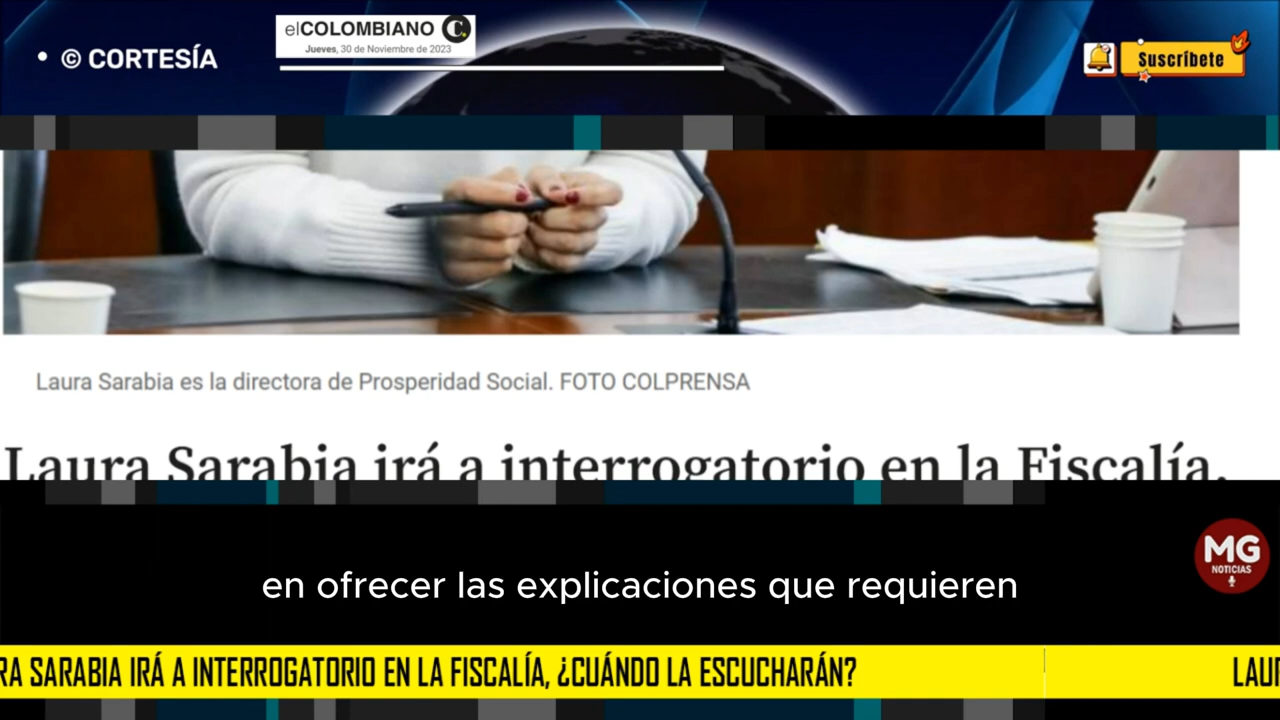 • © CORTESÍA
elCOLOMBIANO C.
Jueves, 30 de Noviembre de 2023
Suscríbete
Laura Sarabia es la directora de Prosperidad Social. FOTO COLPRENSA
Laura Sarabia irá a interrogatorio en la Fiscalía.
en ofrecer las explicaciones que requieren
MG
NOTICIAS
RA SARABIA IRÁ A INTERROGATORIO EN LA FISCALÍA, ¿CUÁNDO LA ESCUCHARÁN?
LAU